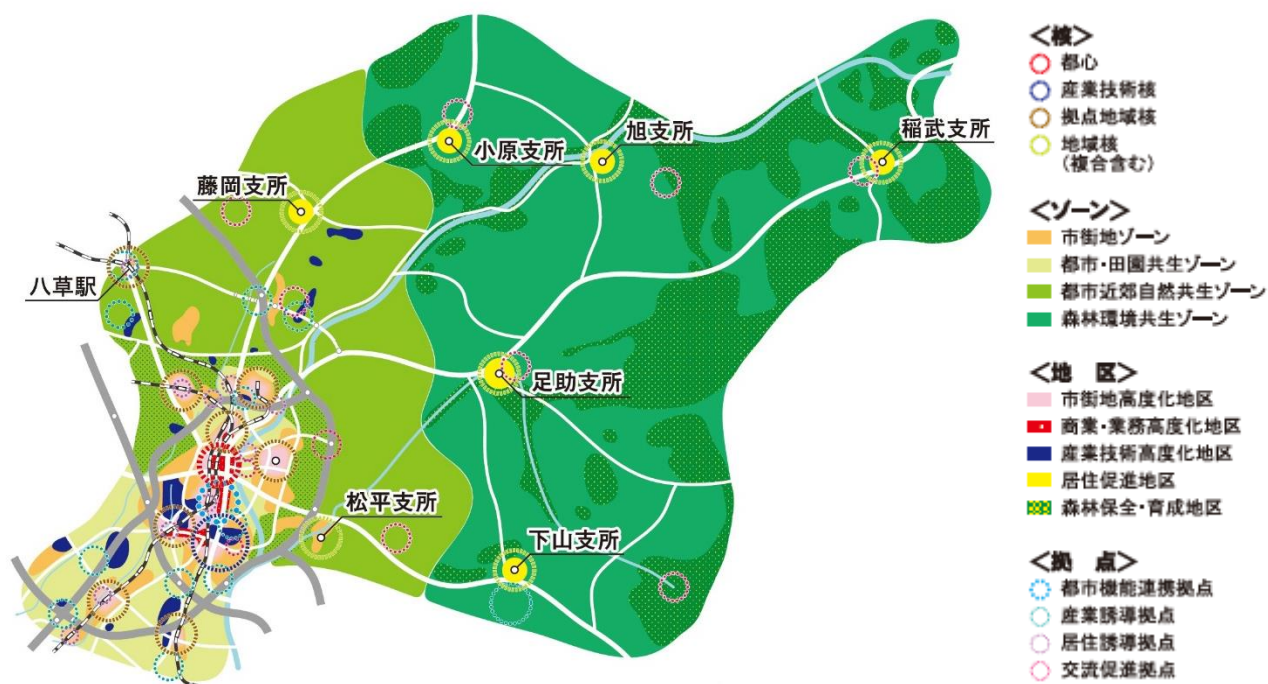 小原支所
旭支所
稲武支所
藤岡支所
八草駅
足助支所
松平支所
下山支所
＜核＞
都心
産業技術核
拠点地域核
地域核
（複合含む）
＜ゾーン＞
市街地ゾーン
都市・田園共生ゾーン
都市近郊自然共生ゾーン
森林環境共生ゾーン
＜地　区＞
市街地高度化地区
商業・業務高度化地区
産業技術高度化地区
居住促進地区
森林保全・育成地区
＜拠　点＞
都市機能連携拠点
産業誘導拠点
居住誘導拠点
交流促進拠点